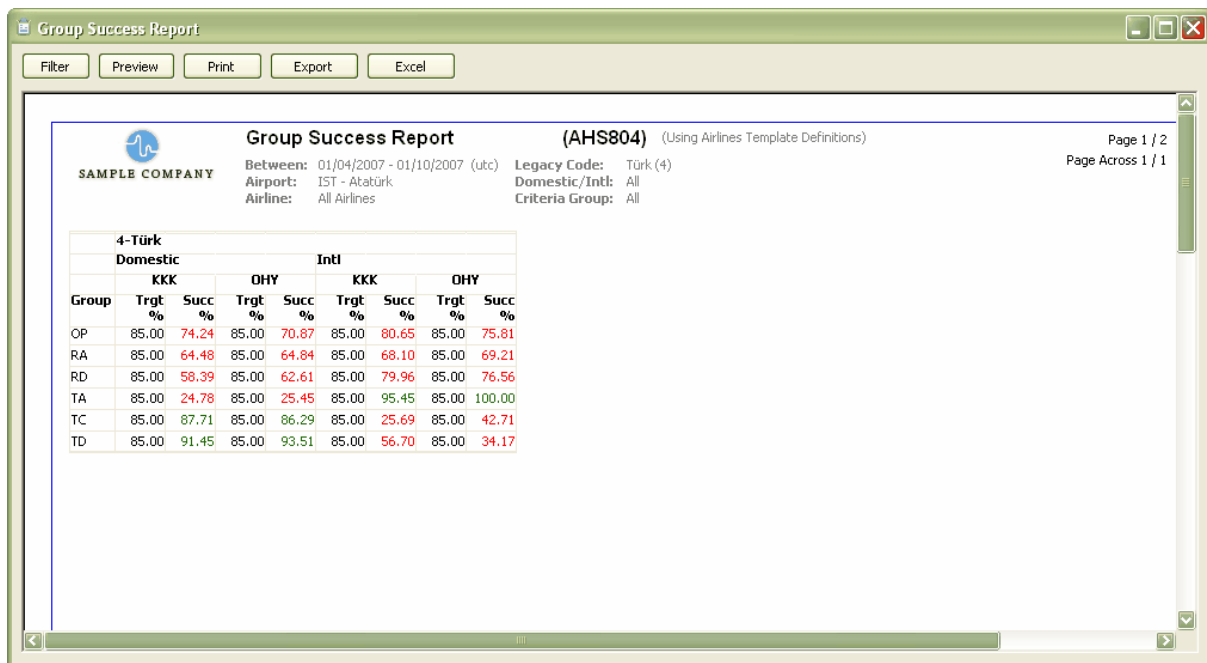 Group Success Report
Filter Preview Print Export Excel
SAMPLE COMPANY
Group Success Report (AHS804) (Using Airlines Template Definitions) Page 1 / 2
Page Across 1 / 1
Between: 01/04/2007 - 01/10/2007 (utc) Legacy Code: Türk (4)
Airport: IST - Atatürk Domestic/Intl: All
Airline: All Airlines Criteria Group: All
4-Türk
Domestic Intl
KKK OHY KKK OHY
Group Trgt Succ Trgt Succ Trgt Succ Trgt Succ
% % % % % % % %
OP 85.00 74.24 85.00 70.87 85.00 80.65 85.00 75.81
RA 85.00 64.48 85.00 64.84 85.00 68.10 85.00 69.21
RD 85.00 58.39 85.00 62.61 85.00 79.96 85.00 76.56
TA 85.00 24.78 85.00 25.45 85.00 95.45 85.00 100.00
TC 85.00 87.71 85.00 86.29 85.00 25.69 85.00 42.71
TD 85.00 91.45 85.00 93.51 85.00 56.70 85.00 34.17